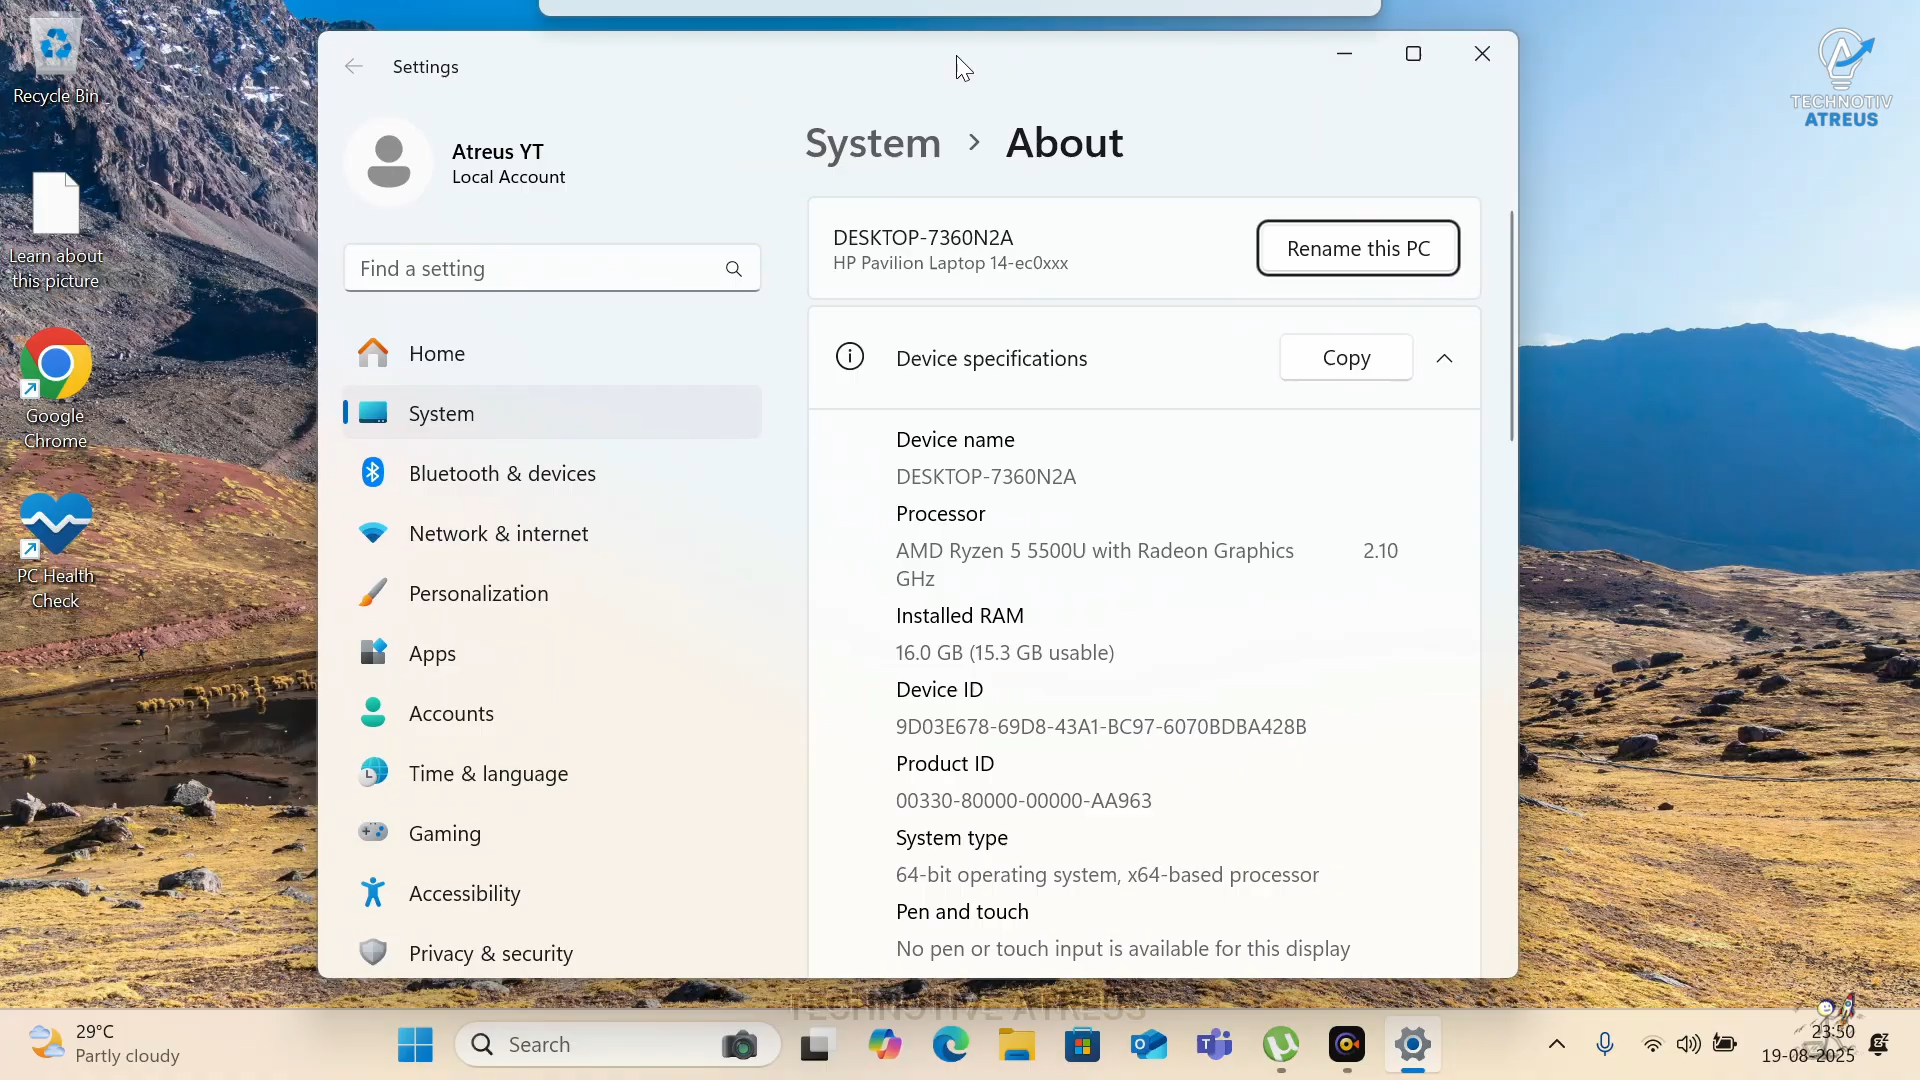 Recycle Bin
Learn about
this picture
Google
Chrome
PC Health
Check
Settings
Atreus YT
Local Account
Find a setting
Home
System
Bluetooth & devices
Network & internet
Personalization
Apps
Accounts
Time & language
Gaming
Accessibility
Privacy & security
System › About
DESKTOP-7360N2A
HP Pavilion Laptop 14-ec0xxx
Rename this PC
Device specifications
Copy
Device name
DESKTOP-7360N2A
Processor
AMD Ryzen 5 5500U with Radeon Graphics 2.10
GHz
Installed RAM
16.0 GB (15.3 GB usable)
Device ID
9D03E678-69D8-43A1-BC97-6070BDBA428B
Product ID
00330-80000-00000-AA963
System type
64-bit operating system, x64-based processor
Pen and touch
No pen or touch input is available for this display
TECHNOTIV
ATREUS
TECHNOTIVE ATREUS
29°C
Partly cloudy
Search
23:50
19-08-2025